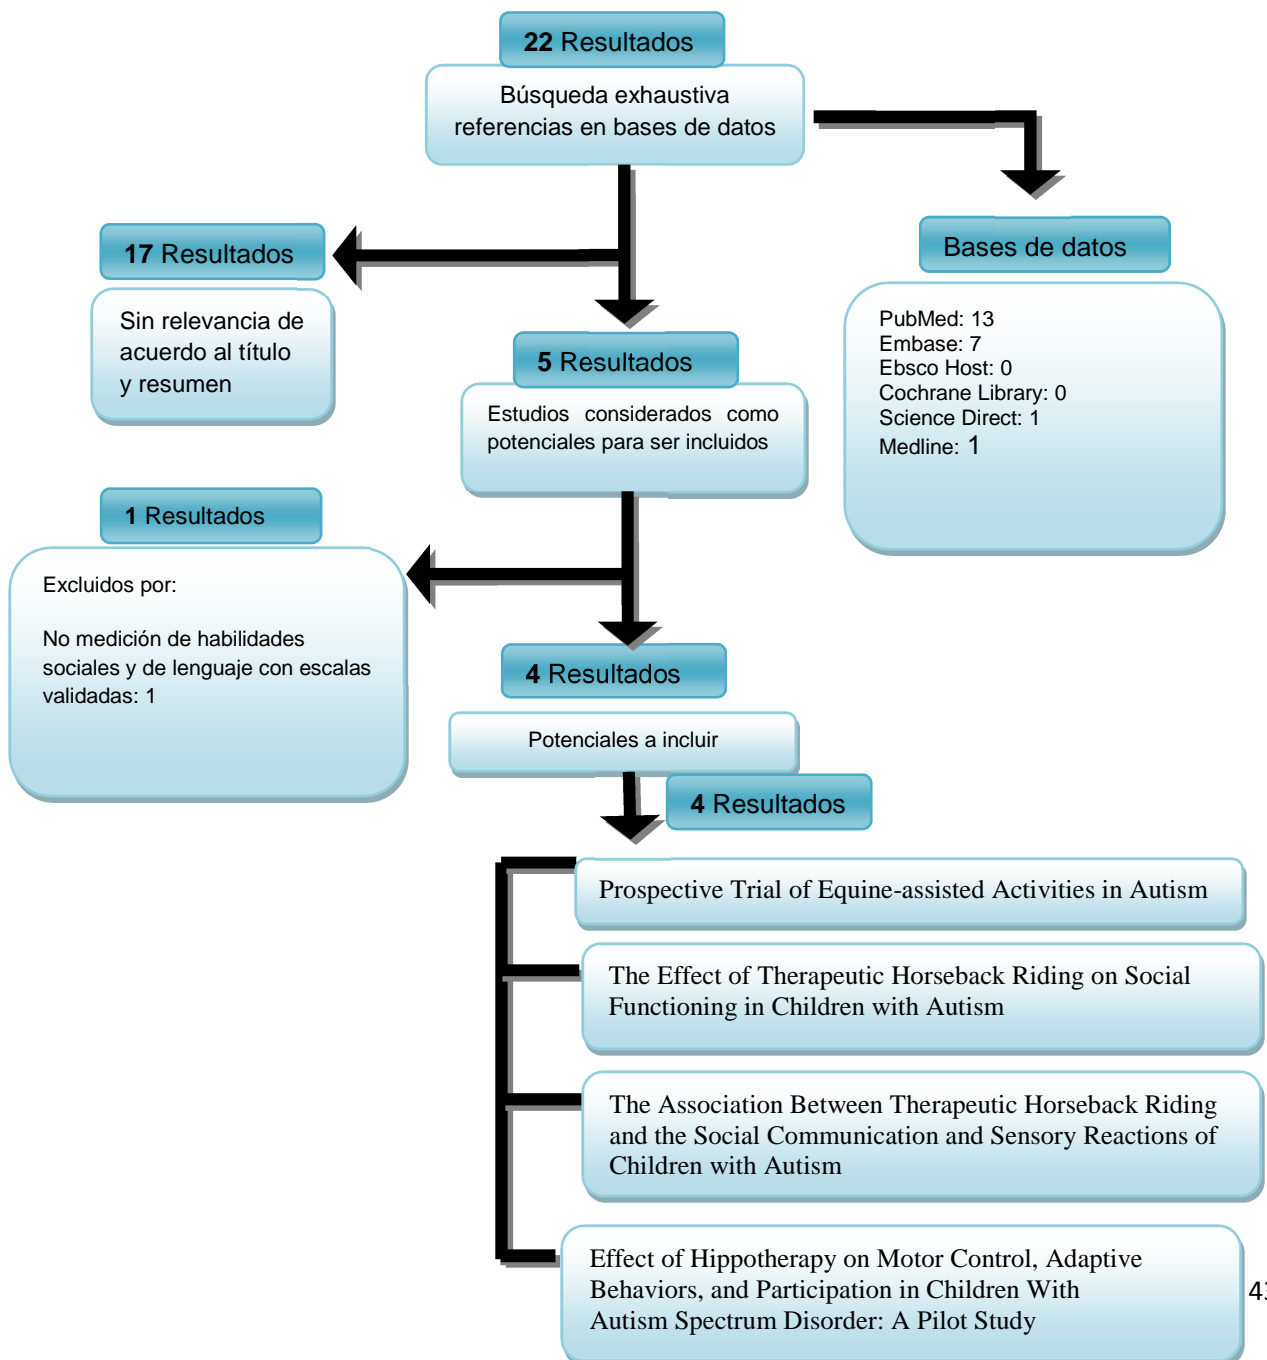 22 Resultados
Búsqueda exhaustiva
referencias en bases de datos
17 Resultados
Sin relevancia de
acuerdo al título
y resumen
Bases de datos
PubMed: 13
Embase: 7
Ebsco Host: 0
Cochrane Library: 0
Science Direct: 1
Medline: 1
5 Resultados
Estudios considerados como
potenciales para ser incluidos
1 Resultados
Excluidos por:
No medición de habilidades
sociales y de lenguaje con escalas
validadas: 1
4 Resultados
Potenciales a incluir
4 Resultados
Prospective Trial of Equine-assisted Activities in Autism
The Effect of Therapeutic Horseback Riding on Social
Functioning in Children with Autism
The Association Between Therapeutic Horseback Riding
and the Social Communication and Sensory Reactions of
Children with Autism
Effect of Hippotherapy on Motor Control, Adaptive
Behaviors, and Participation in Children With
Autism Spectrum Disorder: A Pilot Study